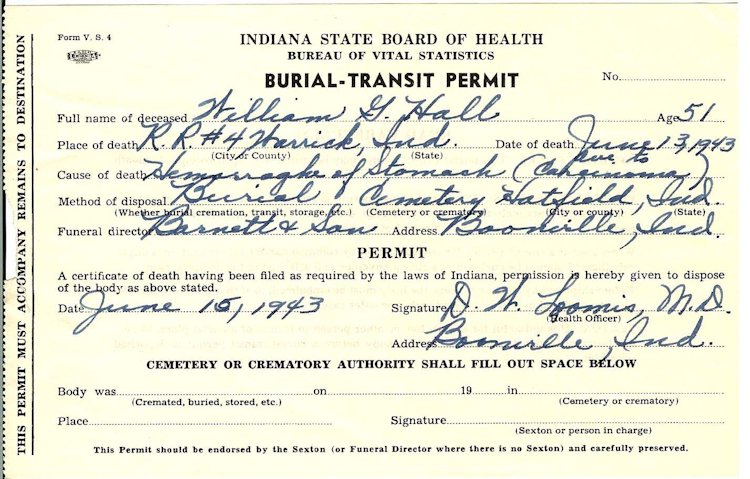 Form V. S. 4
INDIANA STATE BOARD OF HEALTH
BUREAU OF VITAL STATISTICS
BURIAL-TRANSIT PERMIT
No.
Full name of deceased William G. Hall Age 51
Place of death R. R. #4 Warrick, Ind. Date of death June 13, 1943
(City or County) (State)
due to
Cause of death Hemorraghe of Stomach (Carcinoma)
Method of disposal Burial Cemetery Hatfield, Ind.
(Whether burial cremation, transit, storage, etc.) (Cemetery or crematory) (City or county) (State)
Funeral director Barnett & Son Address Boonville, Ind.
PERMIT
A certificate of death having been filed as required by the laws of Indiana, permission is hereby given to dispose
of the body as above stated.
Date June 15, 1943 Signature D. W. Loomis, M.D.
(Health Officer)
Address Boonville, Ind.
CEMETERY OR CREMATORY AUTHORITY SHALL FILL OUT SPACE BELOW
Body was on 19 in
(Cremated, buried, stored, etc.) (Cemetery or crematory)
Place Signature
(Sexton or person in charge)
This Permit should be endorsed by the Sexton (or Funeral Director where there is no Sexton) and carefully preserved.
THIS PERMIT MUST ACCOMPANY REMAINS TO DESTINATION